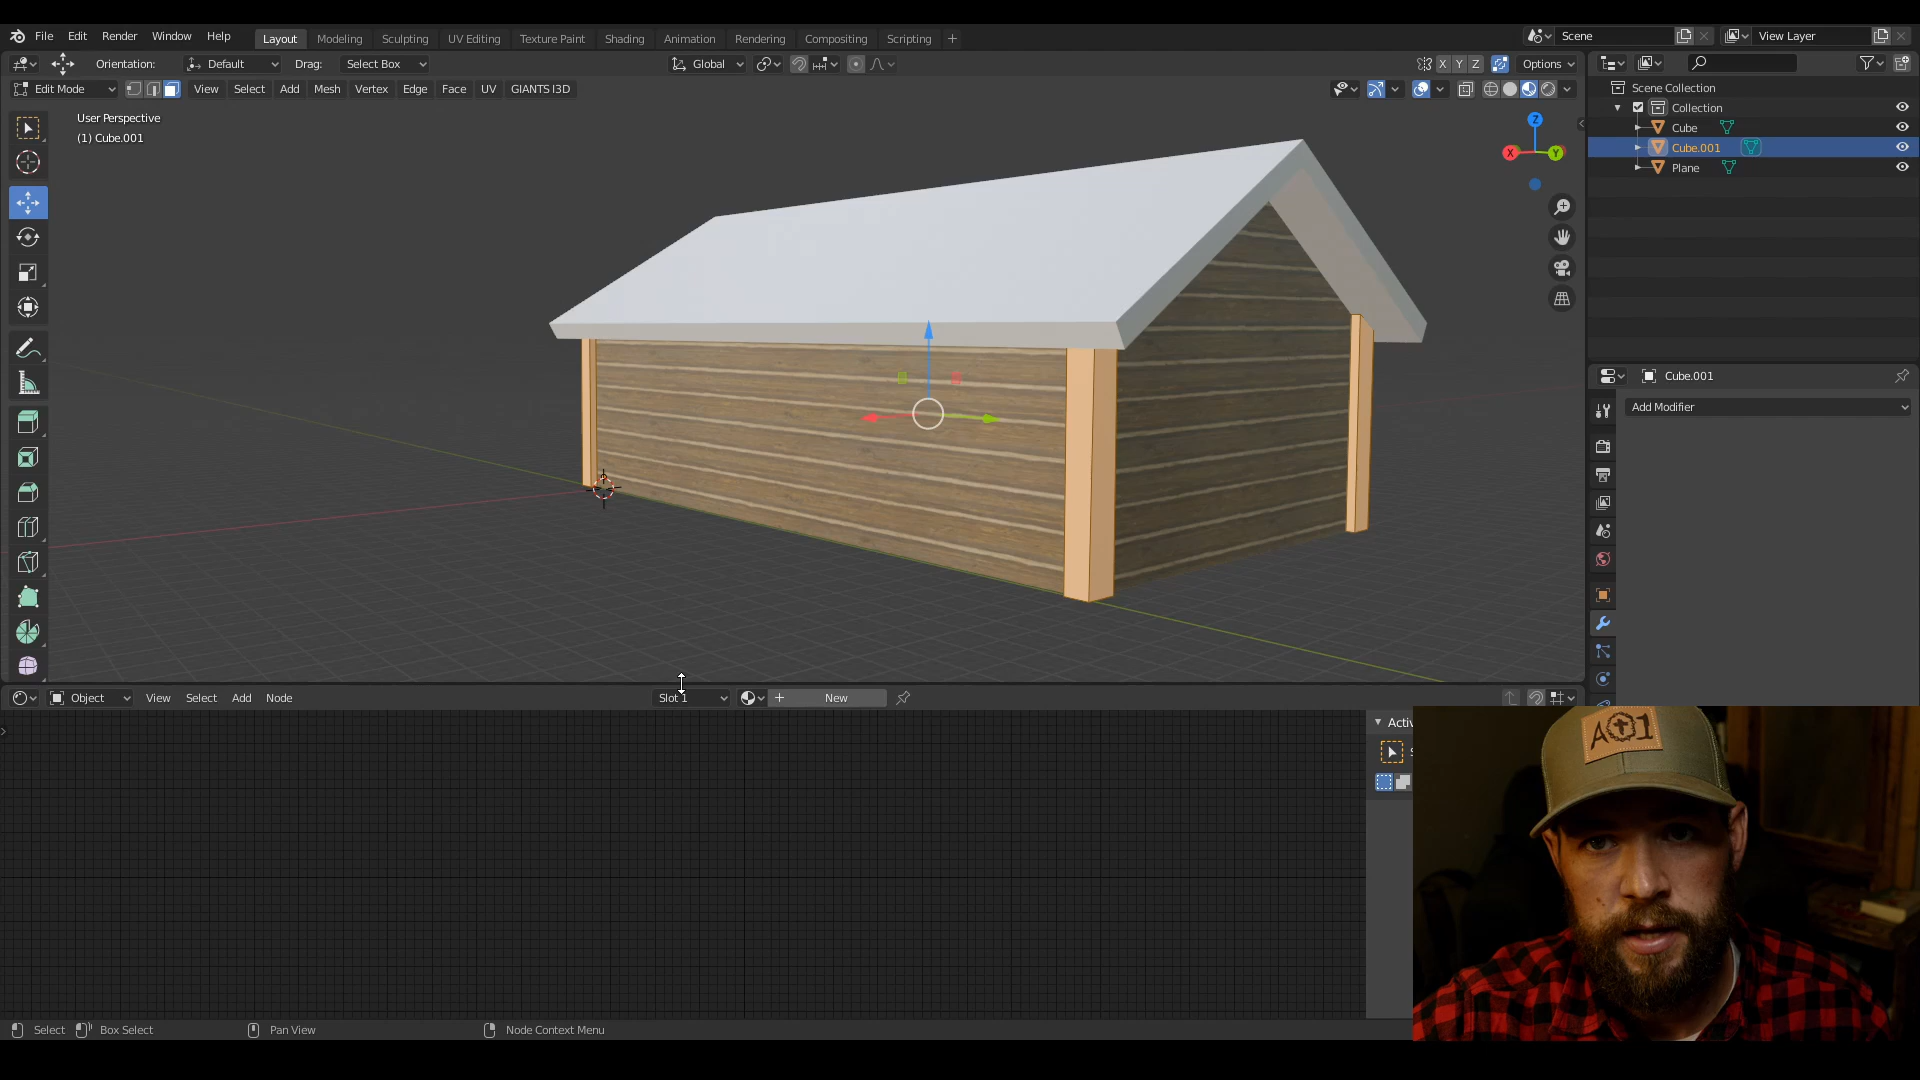 File Edit Render Window Help Layout Modeling Sculpting UV Editing Texture Paint Shading Animation Rendering Compositing Scripting + Scene View Layer
Orientation: Default Drag: Select Box Global X Y Z Options
Edit Mode View Select Add Mesh Vertex Edge Face UV GIANTS I3D
User Perspective
(1) Cube.001
Z
X Y
Scene Collection
Collection
Cube
Cube.001
Plane
Cube.001
Add Modifier
Object View Select Add Node Slot 1 New
Activ
A 1
Select Box Select Pan View Node Context Menu